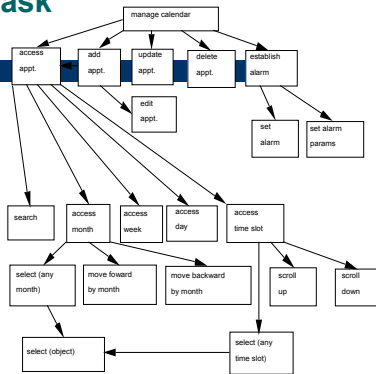 ask
manage calendar
access
appt.
add
appt.
update
appt.
delete
appt.
establish
alarm
edit
appt.
set
alarm
set alarm
params
search
access
month
access
week
access
day
access
time slot
select (any
month)
move foward
by month
move backward
by month
scroll
up
scroll
down
select (object)
select (any
time slot)